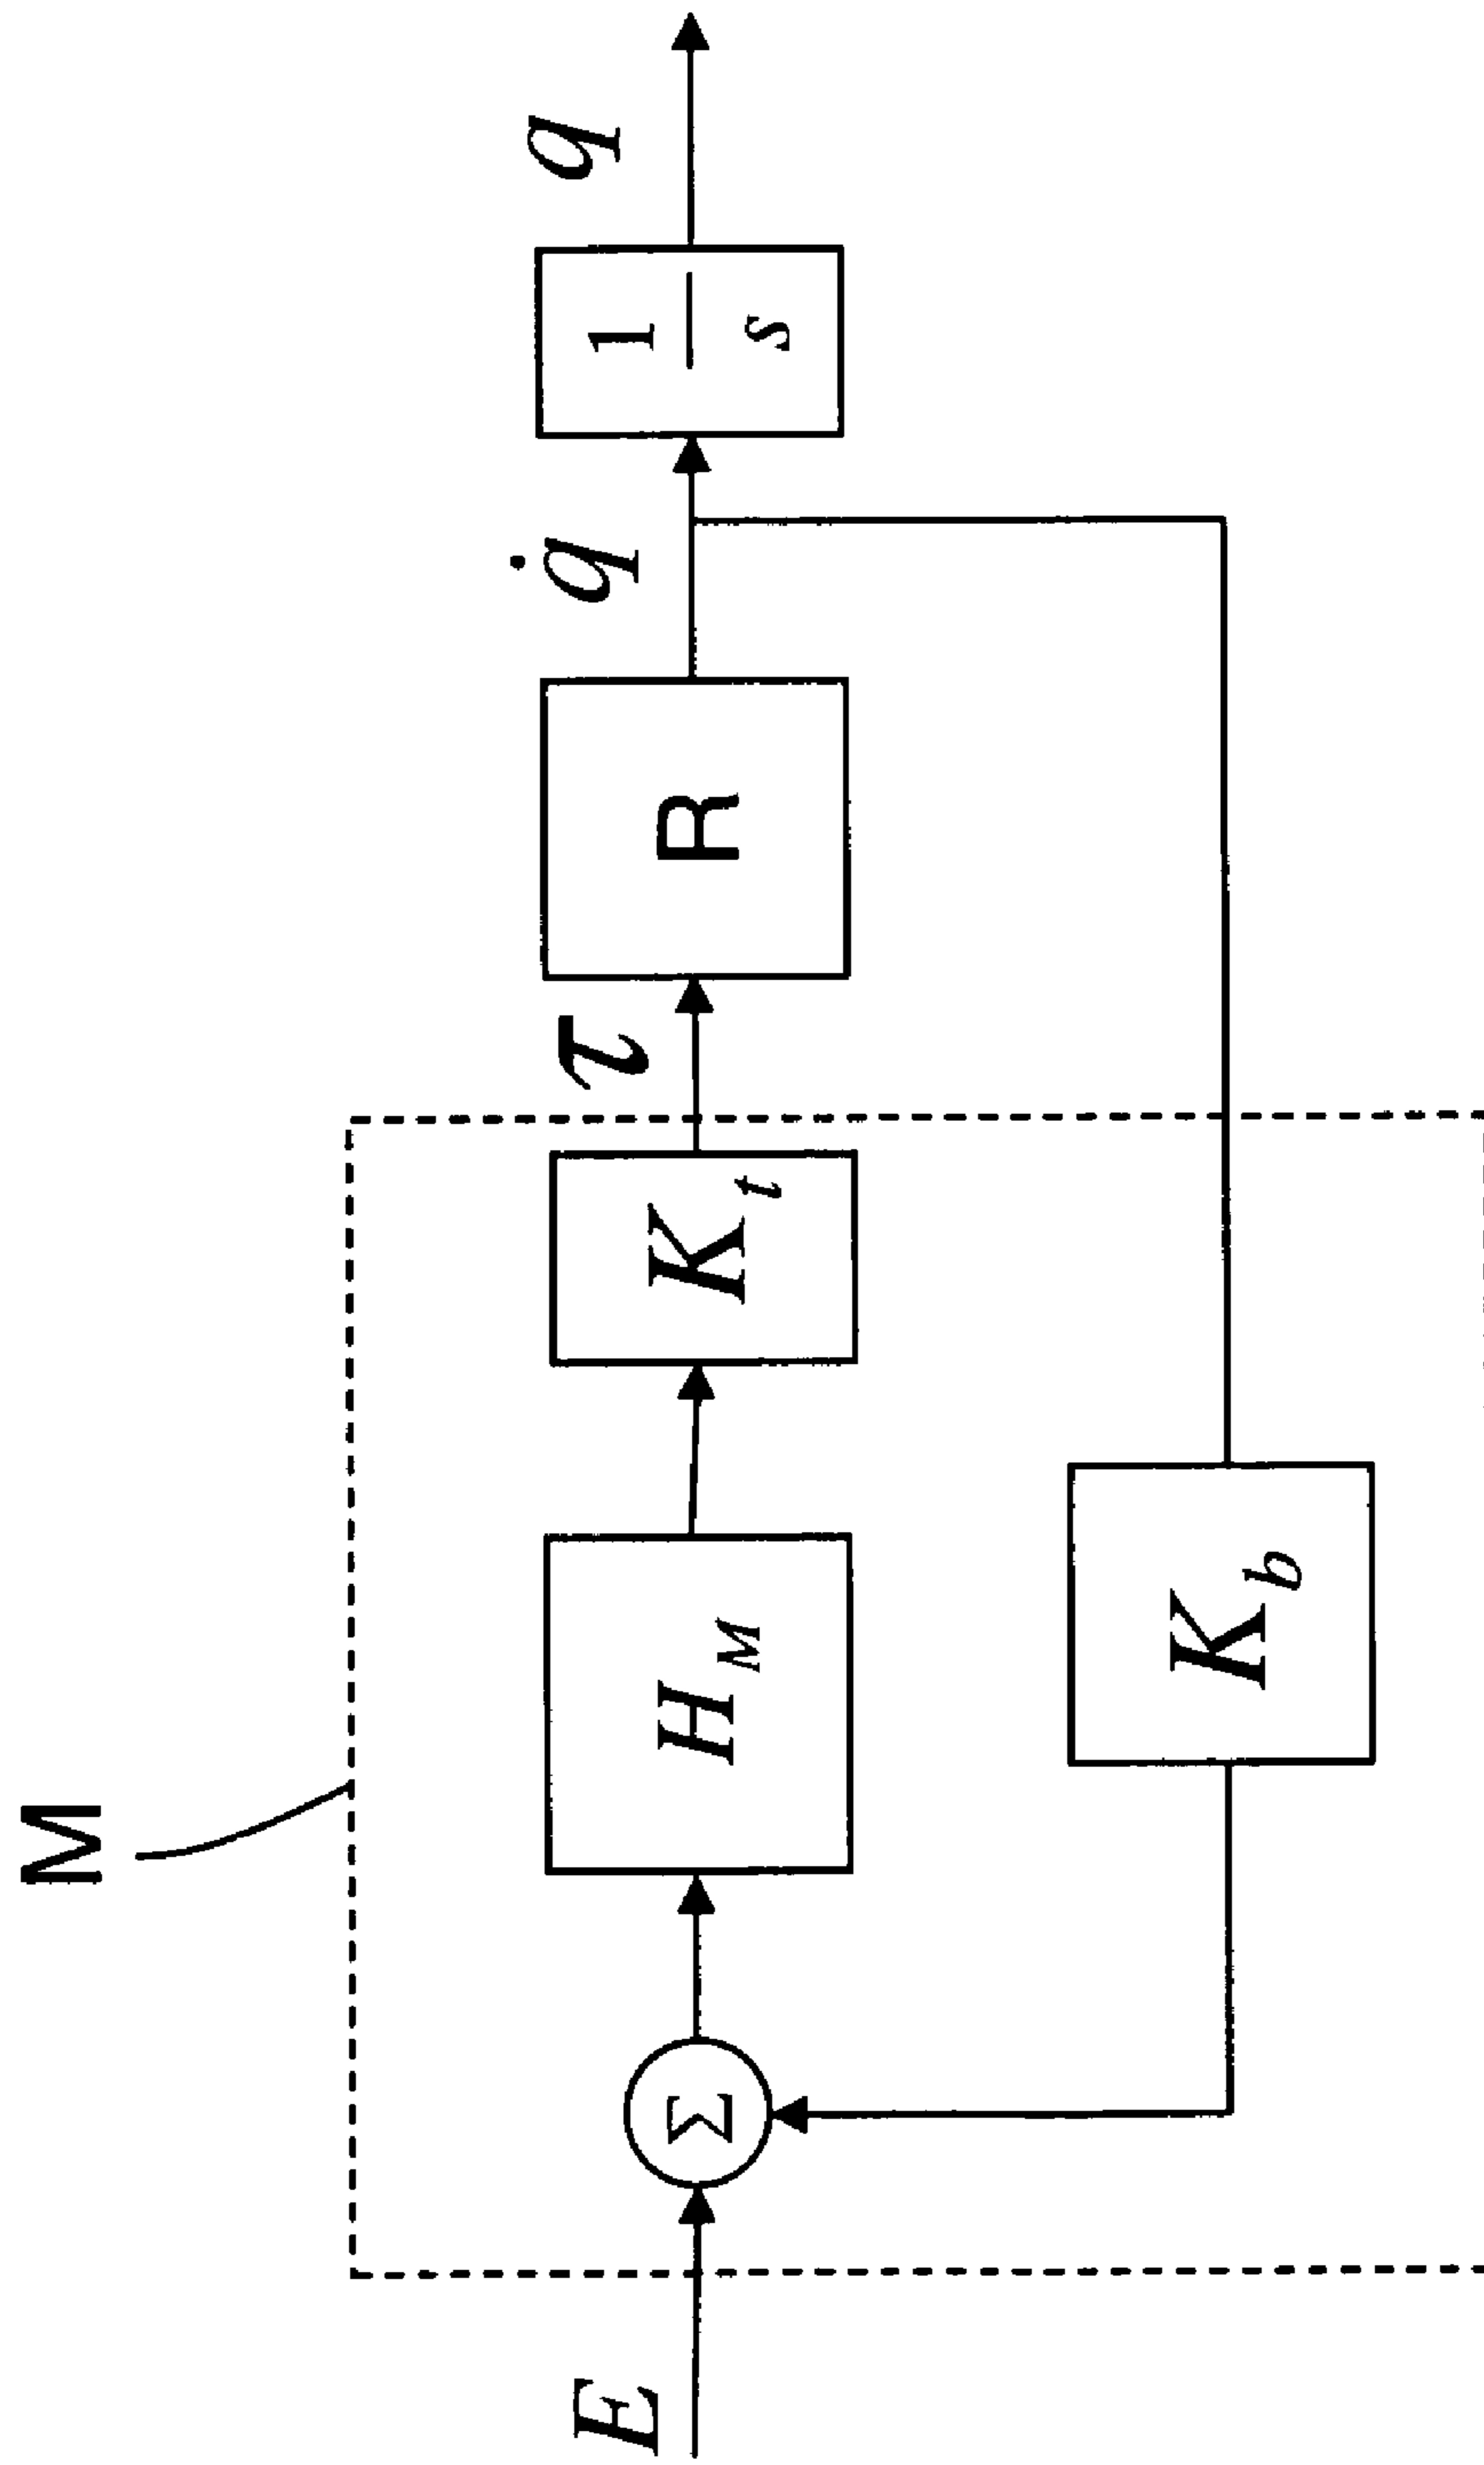 M
E
Σ
H_M
K_t
τ
R
q̇
1
s
q
K_b